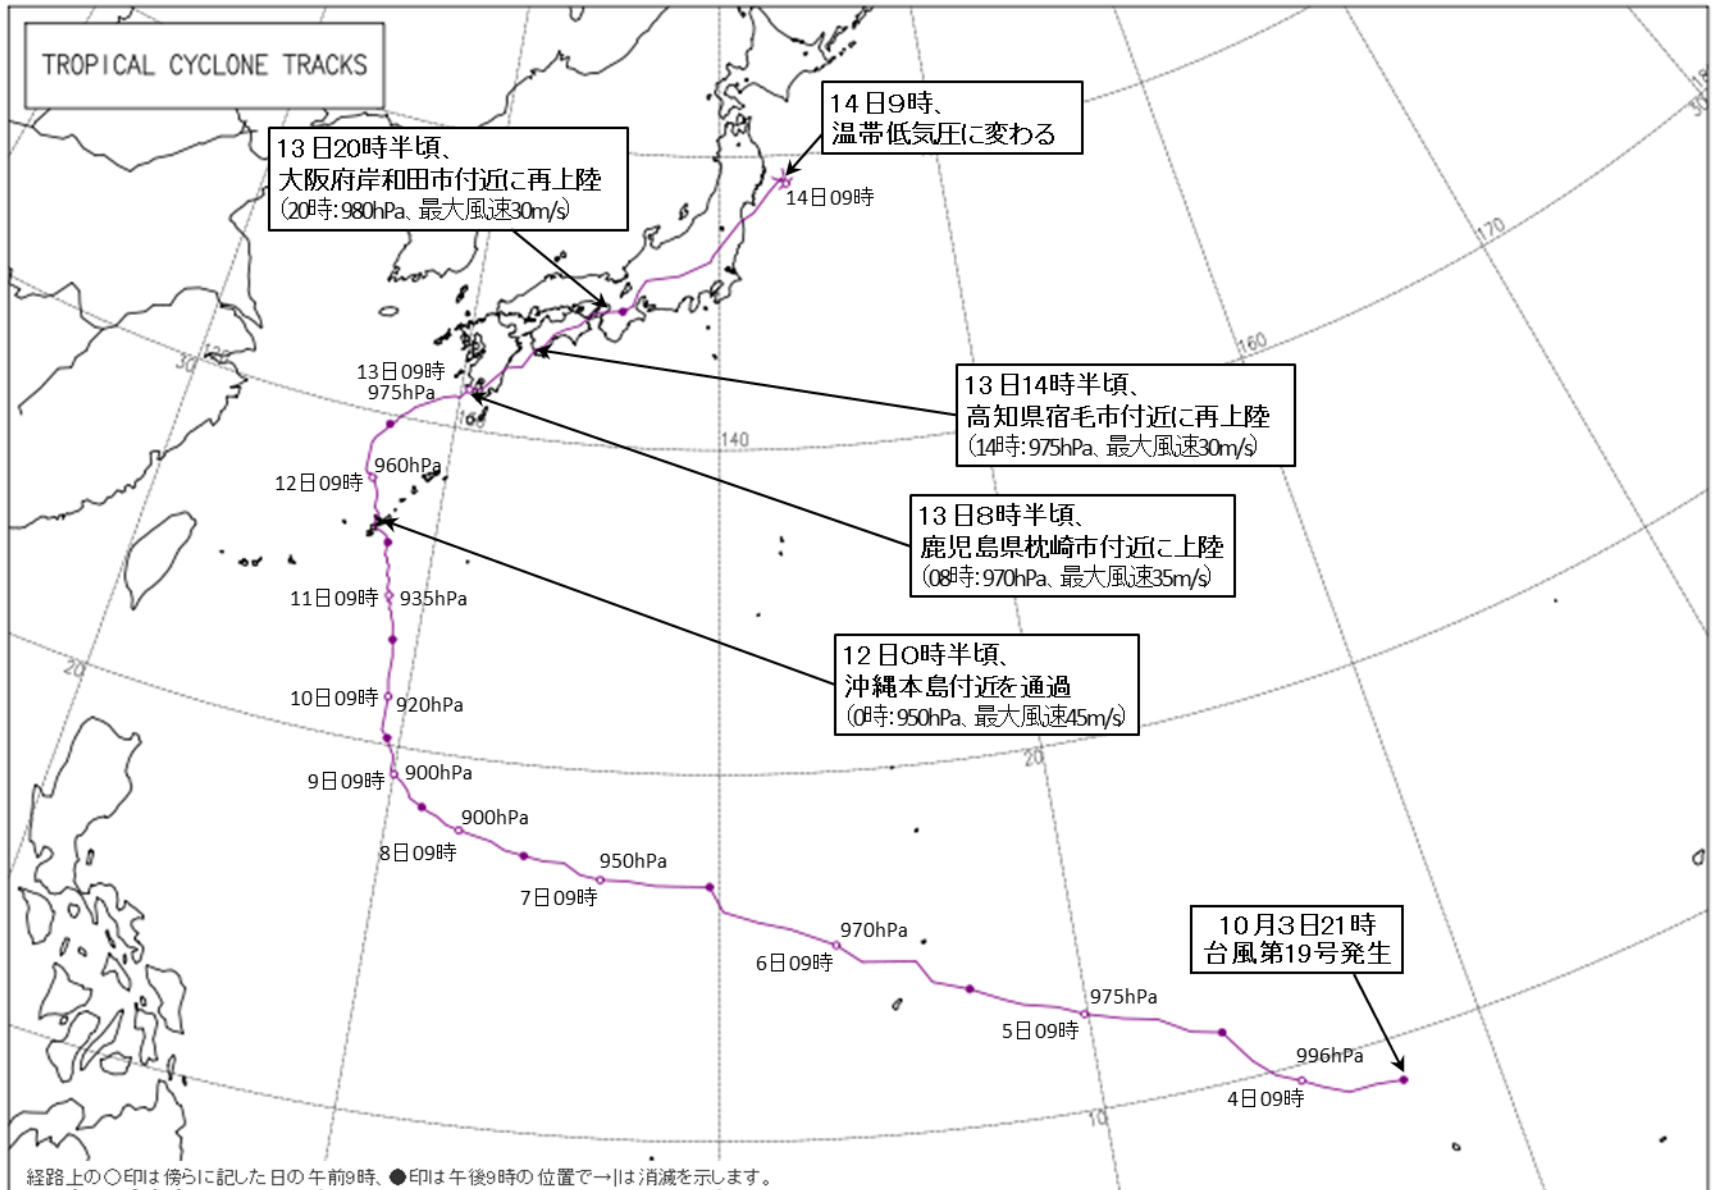 TROPICAL CYCLONE TRACKS
14日9時、
温帯低気圧に変わる
14日09時
13日20時半頃、
大阪府岸和田市付近に再上陸
(20時:980hPa、最大風速30m/s)
13日09時
975hPa
13日14時半頃、
高知県宿毛市付近に再上陸
(14時:975hPa、最大風速30m/s)
960hPa
12日09時
13日8時半頃、
鹿児島県枕崎市付近に上陸
(08時:970hPa、最大風速35m/s)
11日09時
935hPa
12日0時半頃、
沖縄本島付近を通過
(0時:950hPa、最大風速45m/s)
10日09時
920hPa
9日09時
900hPa
900hPa
8日09時
950hPa
7日09時
970hPa
6日09時
975hPa
5日09時
10月3日21時
台風第19号発生
996hPa
4日09時
30
120
140
160
170
20
20
10
経路上の○印は傍らに記した日の午前9時、●印は午後9時の位置で→|は消滅を示します。